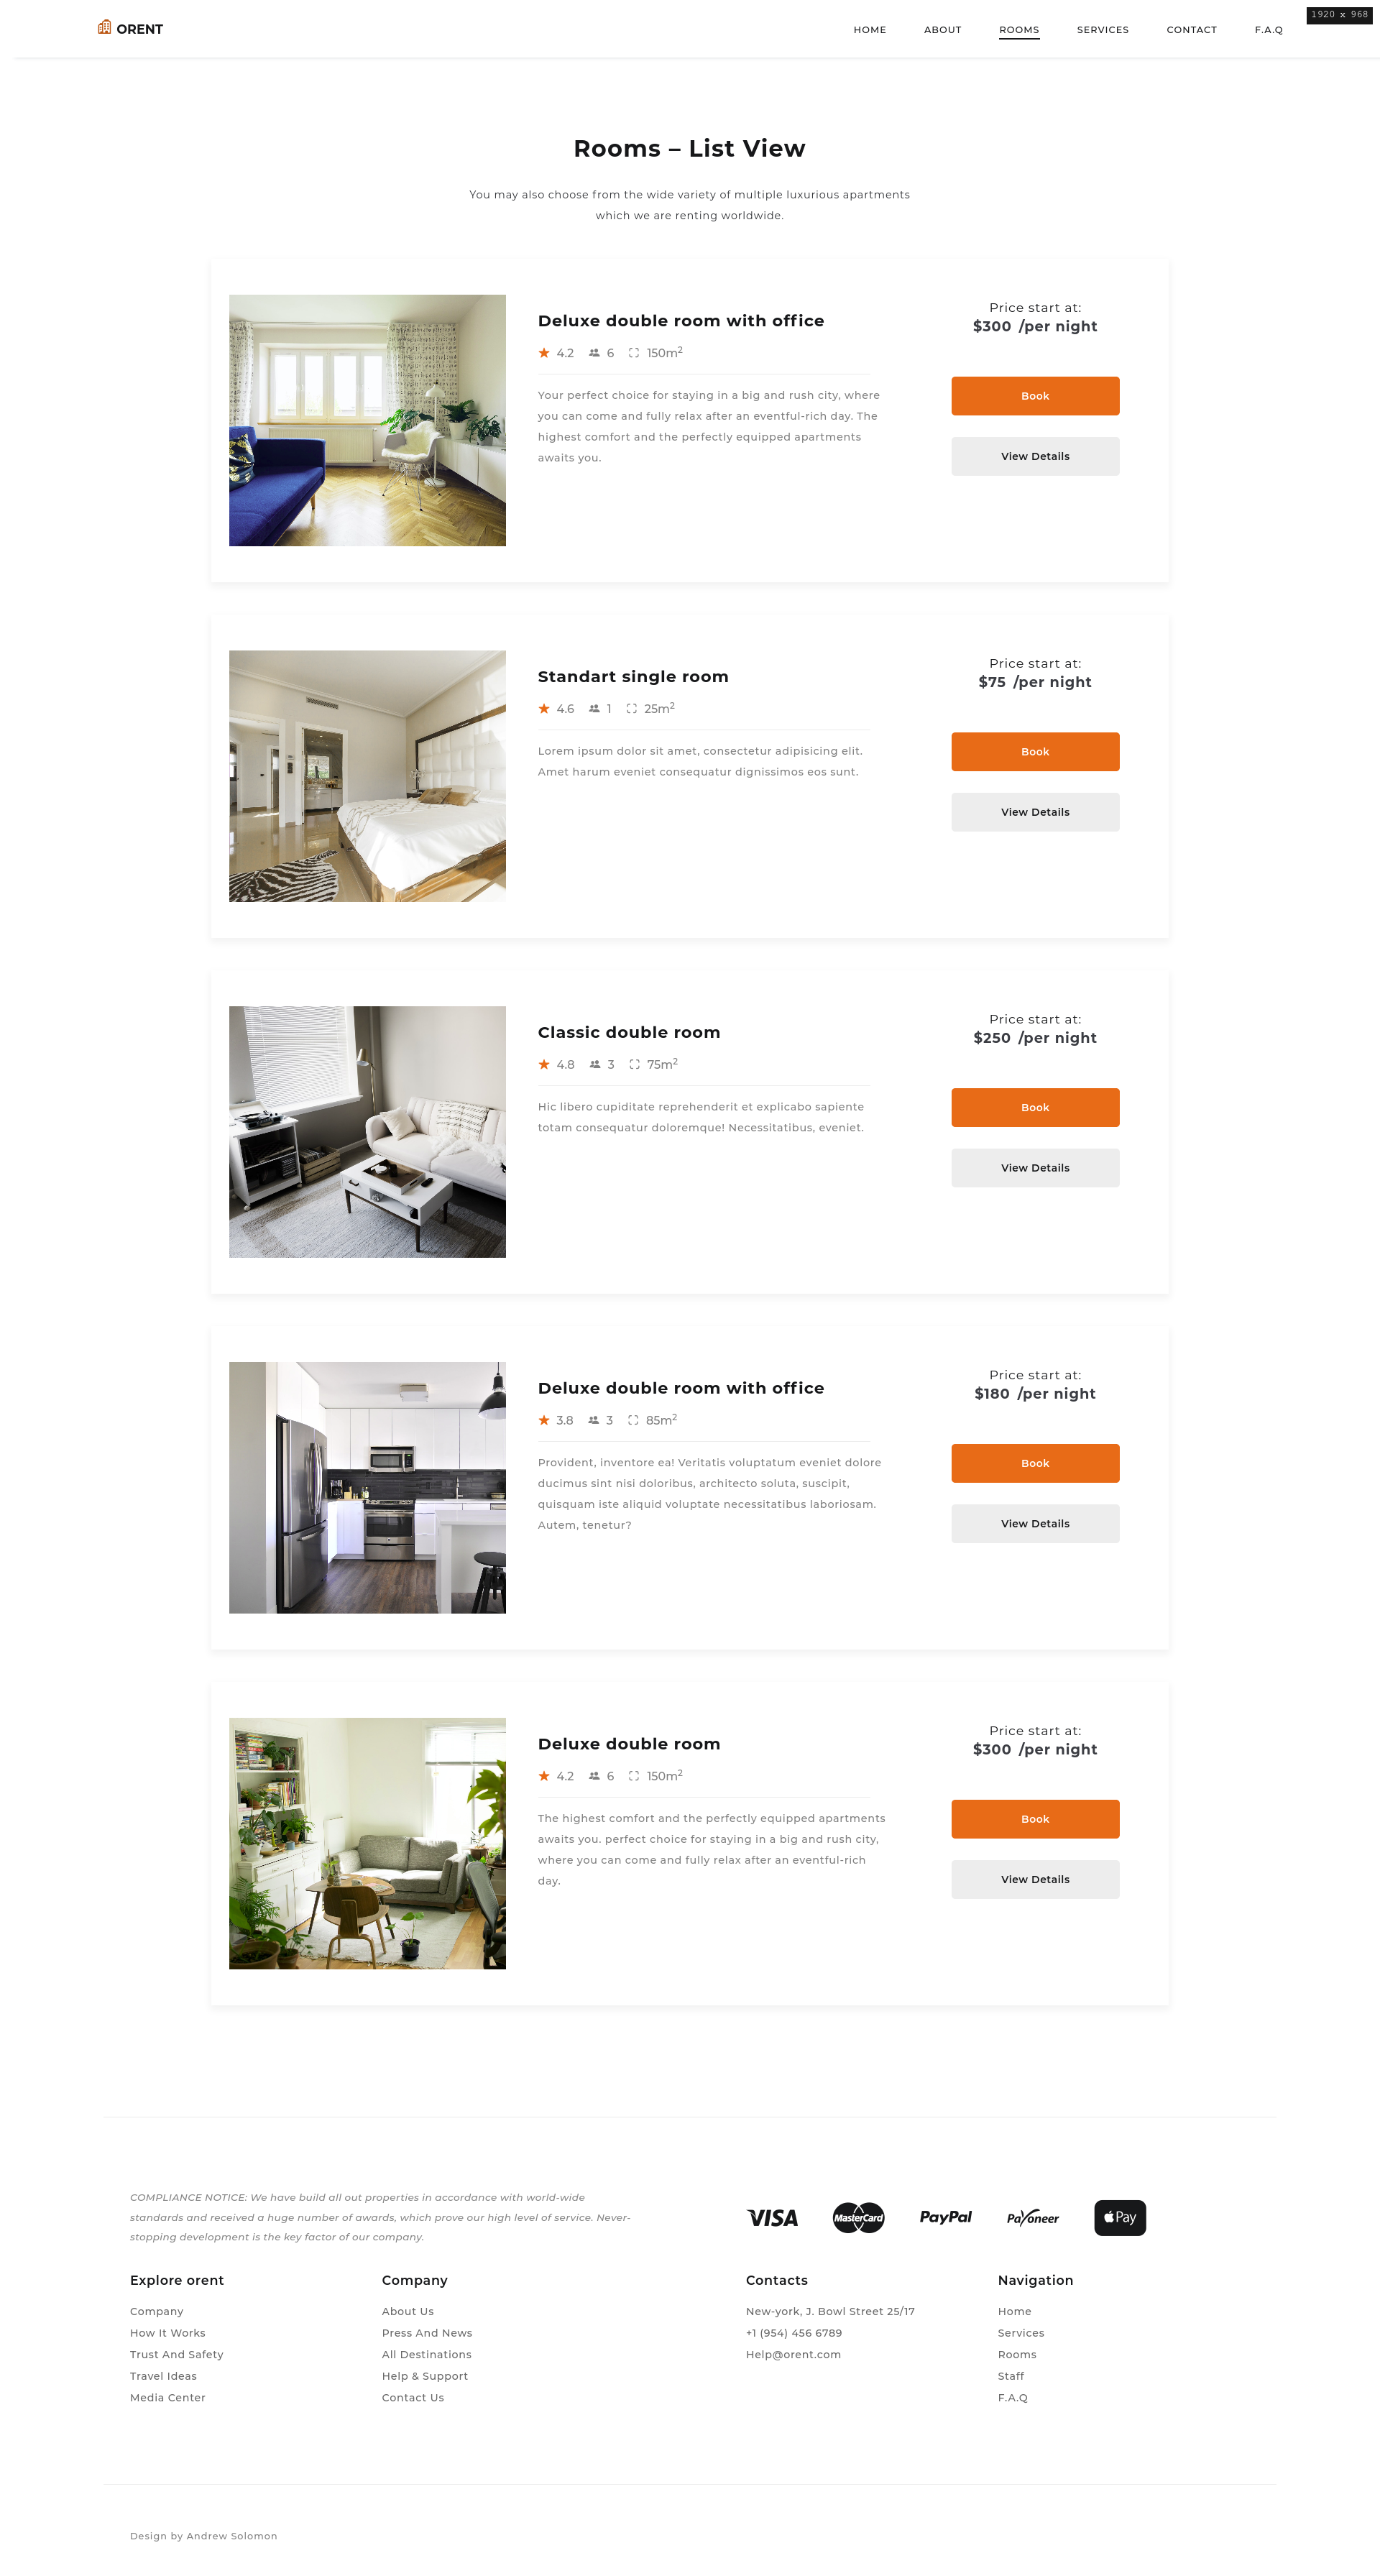 ORENT
HOME ABOUT ROOMS SERVICES CONTACT F.A.Q
1920 x 968
Rooms – List View
You may also choose from the wide variety of multiple luxurious apartments
which we are renting worldwide.
Deluxe double room with office
4.2 6 150m²
Your perfect choice for staying in a big and rush city, where
you can come and fully relax after an eventful-rich day. The
highest comfort and the perfectly equipped apartments
awaits you.
Price start at:
$300 /per night
Book
View Details
Standart single room
4.6 1 25m²
Lorem ipsum dolor sit amet, consectetur adipisicing elit.
Amet harum eveniet consequatur dignissimos eos sunt.
Price start at:
$75 /per night
Book
View Details
Classic double room
4.8 3 75m²
Hic libero cupiditate reprehenderit et explicabo sapiente
totam consequatur doloremque! Necessitatibus, eveniet.
Price start at:
$250 /per night
Book
View Details
Deluxe double room with office
3.8 3 85m²
Provident, inventore ea! Veritatis voluptatum eveniet dolore
ducimus sint nisi doloribus, architecto soluta, suscipit,
quisquam iste aliquid voluptate necessitatibus laboriosam.
Autem, tenetur?
Price start at:
$180 /per night
Book
View Details
Deluxe double room
4.2 6 150m²
The highest comfort and the perfectly equipped apartments
awaits you. perfect choice for staying in a big and rush city,
where you can come and fully relax after an eventful-rich
day.
Price start at:
$300 /per night
Book
View Details
COMPLIANCE NOTICE: We have build all out properties in accordance with world-wide
standards and received a huge number of awards, which prove our high level of service. Never-
stopping development is the key factor of our company.
VISA MasterCard PayPal Payoneer Pay
Explore orent
Company
How It Works
Trust And Safety
Travel Ideas
Media Center
Company
About Us
Press And News
All Destinations
Help & Support
Contact Us
Contacts
New-york, J. Bowl Street 25/17
+1 (954) 456 6789
Help@orent.com
Navigation
Home
Services
Rooms
Staff
F.A.Q
Design by Andrew Solomon